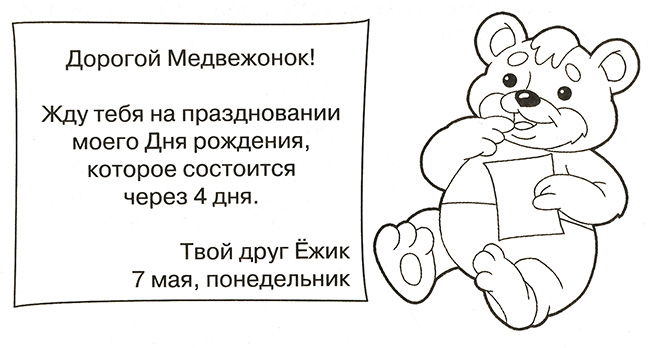 Дорогой Медвежонок!
Жду тебя на праздновании
моего Дня рождения,
которое состоится
через 4 дня.
Твой друг Ёжик
7 мая, понедельник